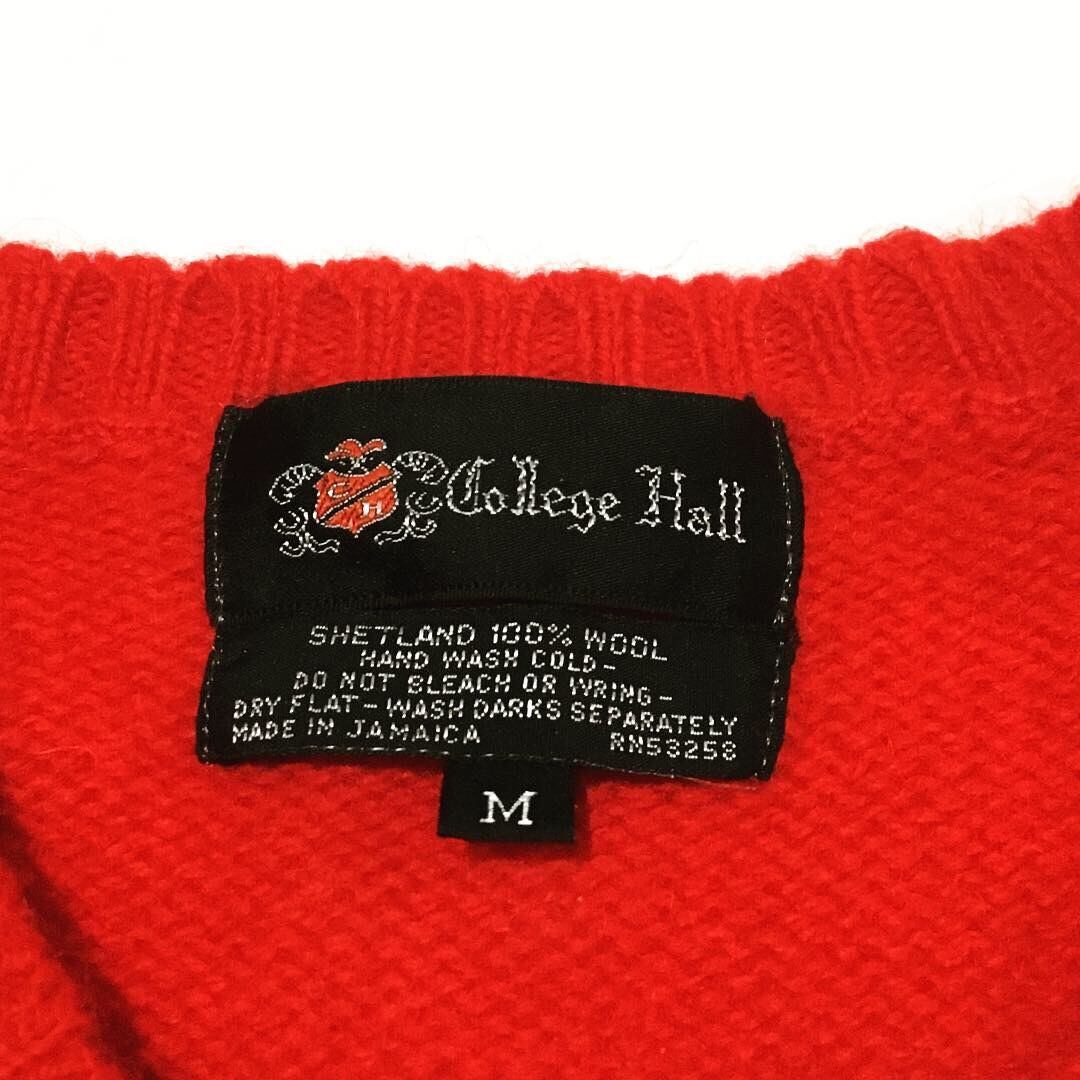 C
H
College Hall
SHETLAND 100% WOOL
HAND WASH COLD-
DO NOT BLEACH OR WRING-
DRY FLAT- WASH DARKS SEPARATELY
MADE IN JAMAICA RN53258
M